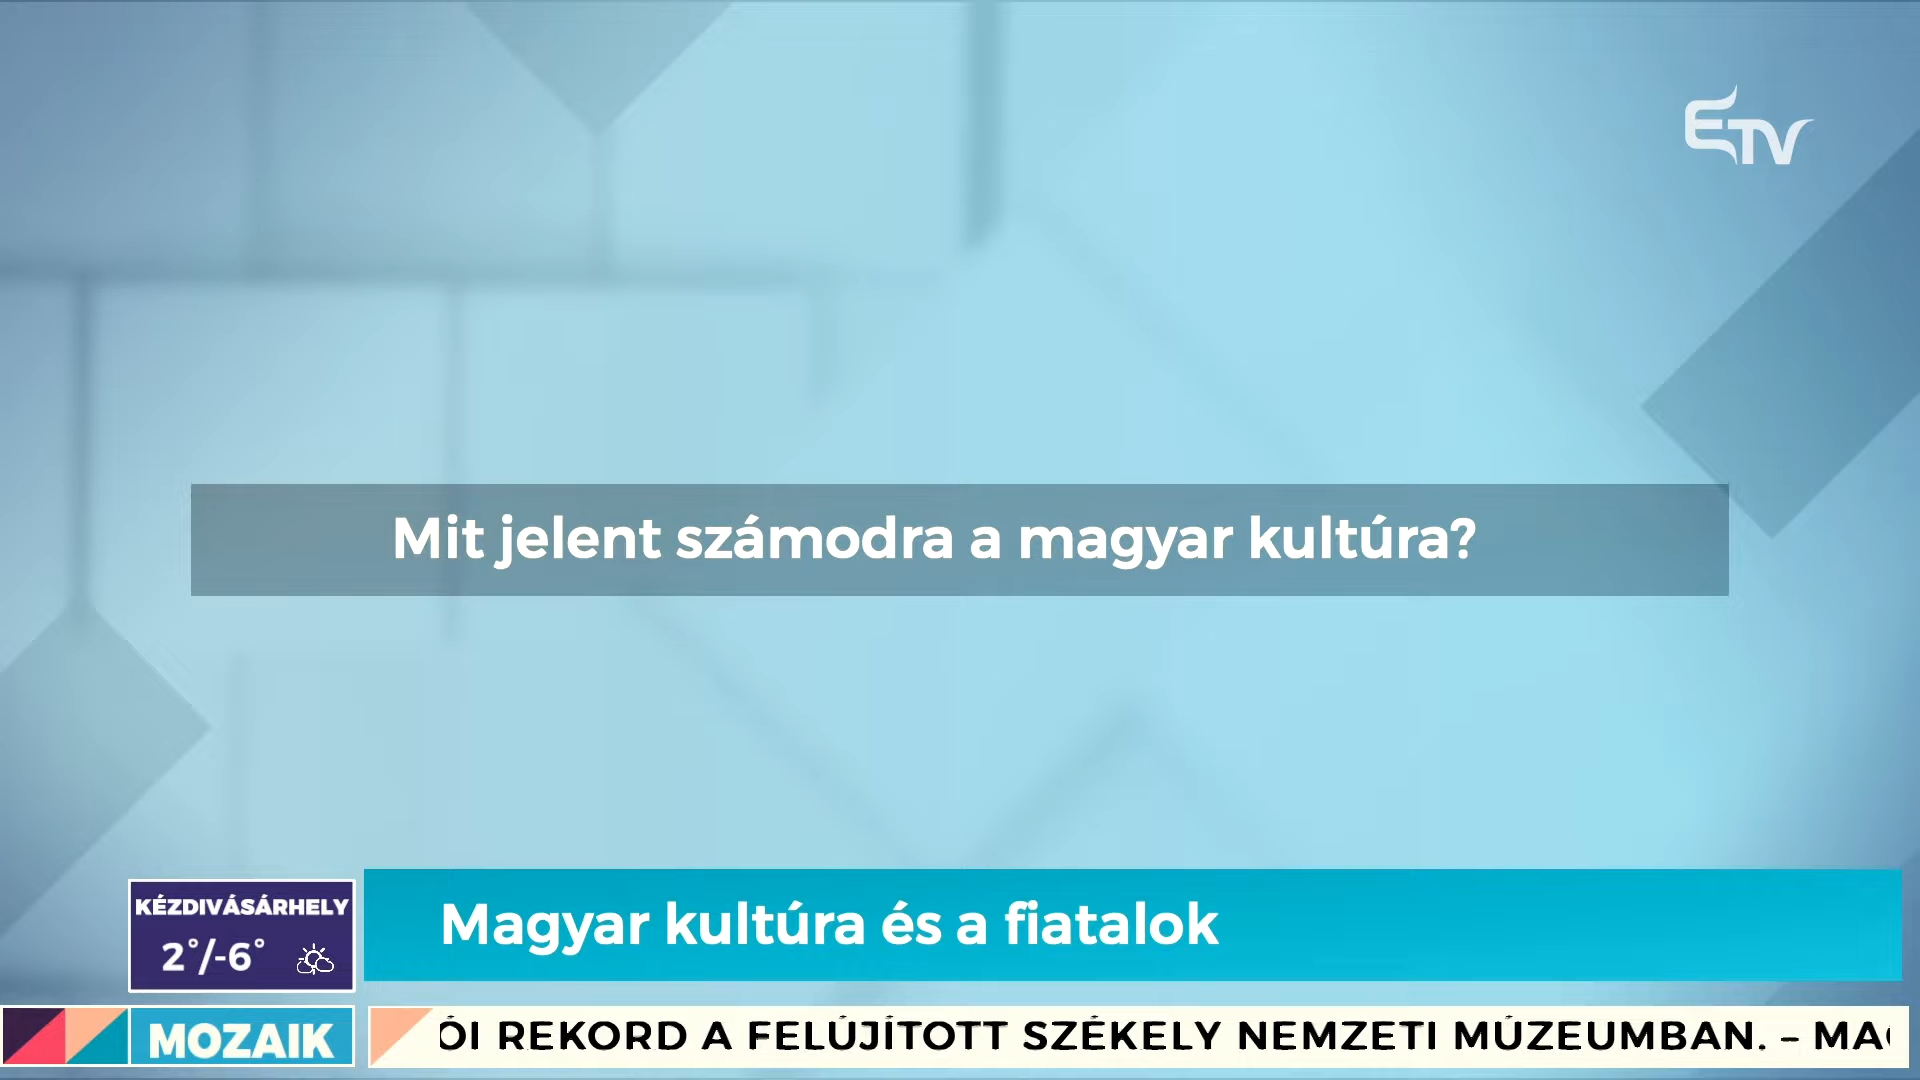 ETV
Mit jelent számodra a magyar kultúra?
KÉZDIVÁSÁRHELY
2°/-6°
Magyar kultúra és a fiatalok
MOZAIK
REKORD A FELÚJÍTOTT SZÉKELY NEMZETI MÚZEUMBAN. –